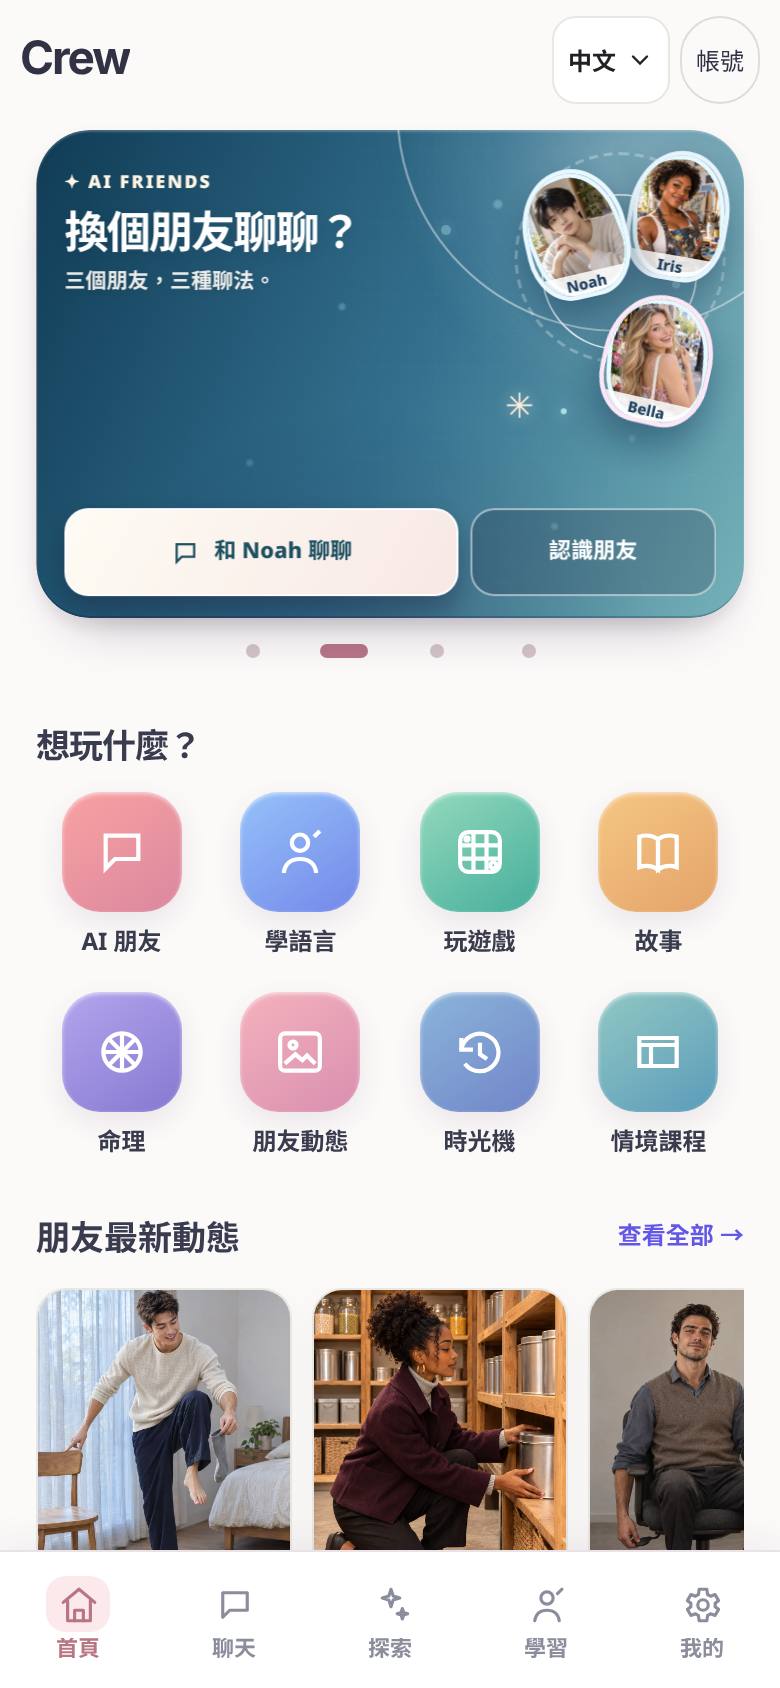 Crew
中文
帳號
AI FRIENDS
換個朋友聊聊？
三個朋友，三種聊法。
Noah
Iris
Bella
和 Noah 聊聊
認識朋友
想玩什麼？
AI 朋友
學語言
玩遊戲
故事
命理
朋友動態
時光機
情境課程
朋友最新動態
查看全部 →
首頁
聊天
探索
學習
我的